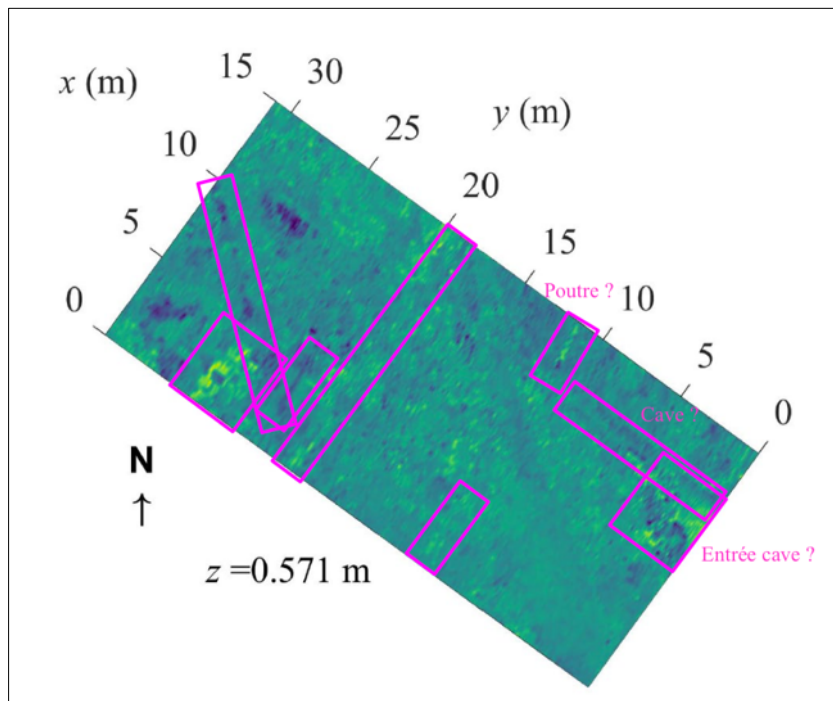 x (m)
15
30
y (m)
10
25
5
20
0
15
Poutre ?
10
5
Cave ?
0
N
↑
z =0.571 m
Entrée cave ?